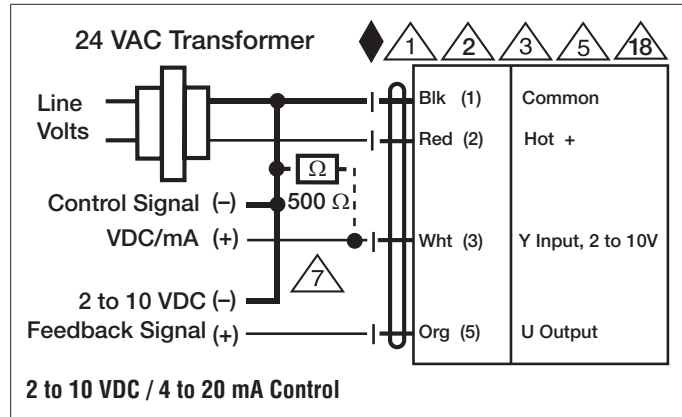 24 VAC Transformer
1 2 3 5 18
Line
Volts
Blk (1) Common
Red (2) Hot +
Ω
500 Ω
Control Signal (–)
VDC/mA (+)
Wht (3) Y Input, 2 to 10V
7
2 to 10 VDC (–)
Feedback Signal (+)
Org (5) U Output
2 to 10 VDC / 4 to 20 mA Control